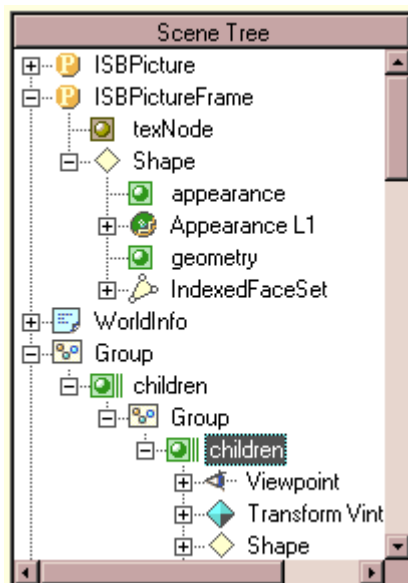 Scene Tree
ISBPicture
ISBPictureFrame
texNode
Shape
appearance
Appearance L1
geometry
IndexedFaceSet
WorldInfo
Group
children
Group
children
Viewpoint
Transform Vint
Shape